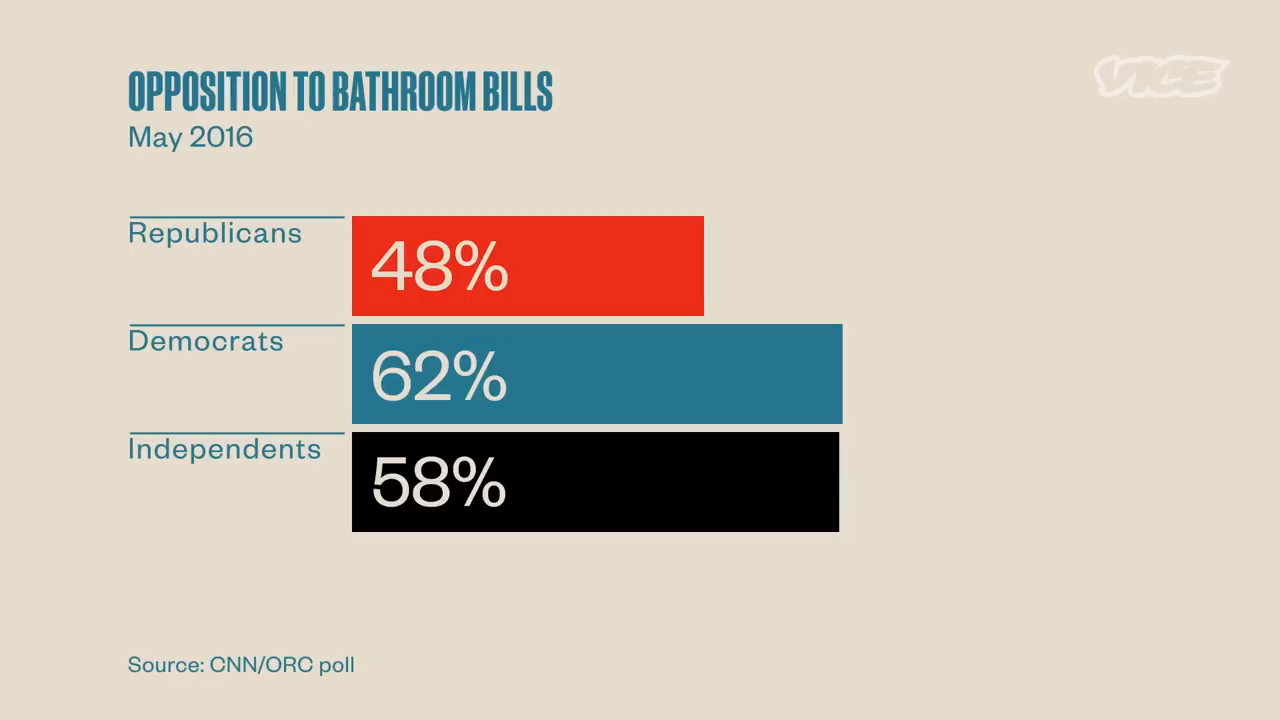 OPPOSITION TO BATHROOM BILLS
VICE
May 2016
Republicans
48%
Democrats
62%
Independents
58%
Source: CNN/ORC poll